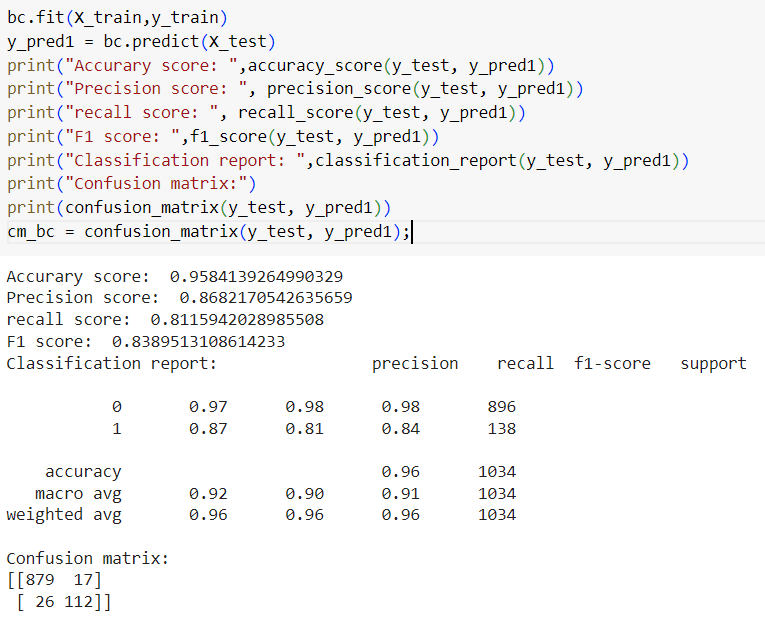 bc.fit(X_train,y_train)
y_pred1 = bc.predict(X_test)
print("Accurary score: ",accuracy_score(y_test, y_pred1))
print("Precision score: ", precision_score(y_test, y_pred1))
print("recall score: ", recall_score(y_test, y_pred1))
print("F1 score: ",f1_score(y_test, y_pred1))
print("Classification report: ",classification_report(y_test, y_pred1))
print("Confusion matrix:")
print(confusion_matrix(y_test, y_pred1))
cm_bc = confusion_matrix(y_test, y_pred1);
Accurary score:  0.9584139264990329
Precision score:  0.8682170542635659
recall score:  0.8115942028985508
F1 score:  0.8389513108614233
Classification report:                precision    recall  f1-score   support
           0       0.97      0.98      0.98       896
           1       0.87      0.81      0.84       138
    accuracy                           0.96      1034
   macro avg       0.92      0.90      0.91      1034
weighted avg       0.96      0.96      0.96      1034
Confusion matrix:
[[879  17]
 [ 26 112]]